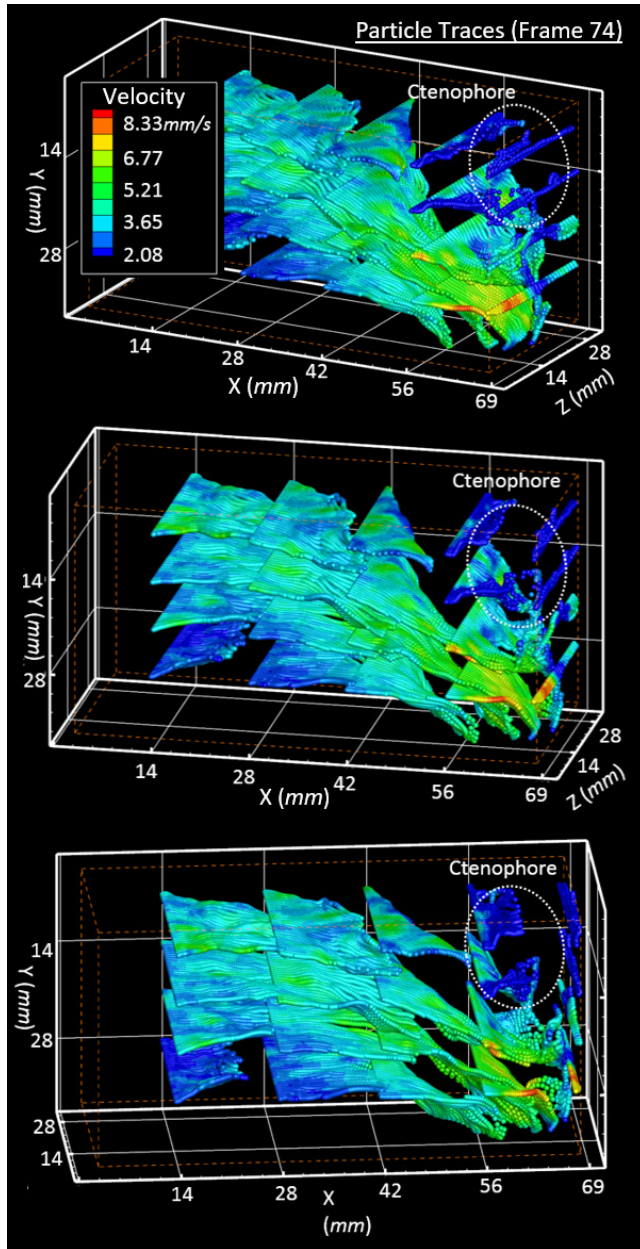 Particle Traces (Frame 74)
Ctenophore
Velocity
8.33mm/s
6.77
5.21
3.65
2.08
14
28
Y (mm)
14
28
42
56
69
X (mm)
14
28
Z (mm)
Ctenophore
14
28
Y (mm)
14
28
42
56
69
X (mm)
14
28
Z (mm)
Ctenophore
14
28
Y (mm)
28
14
14
28
X
(mm)
42
56
69